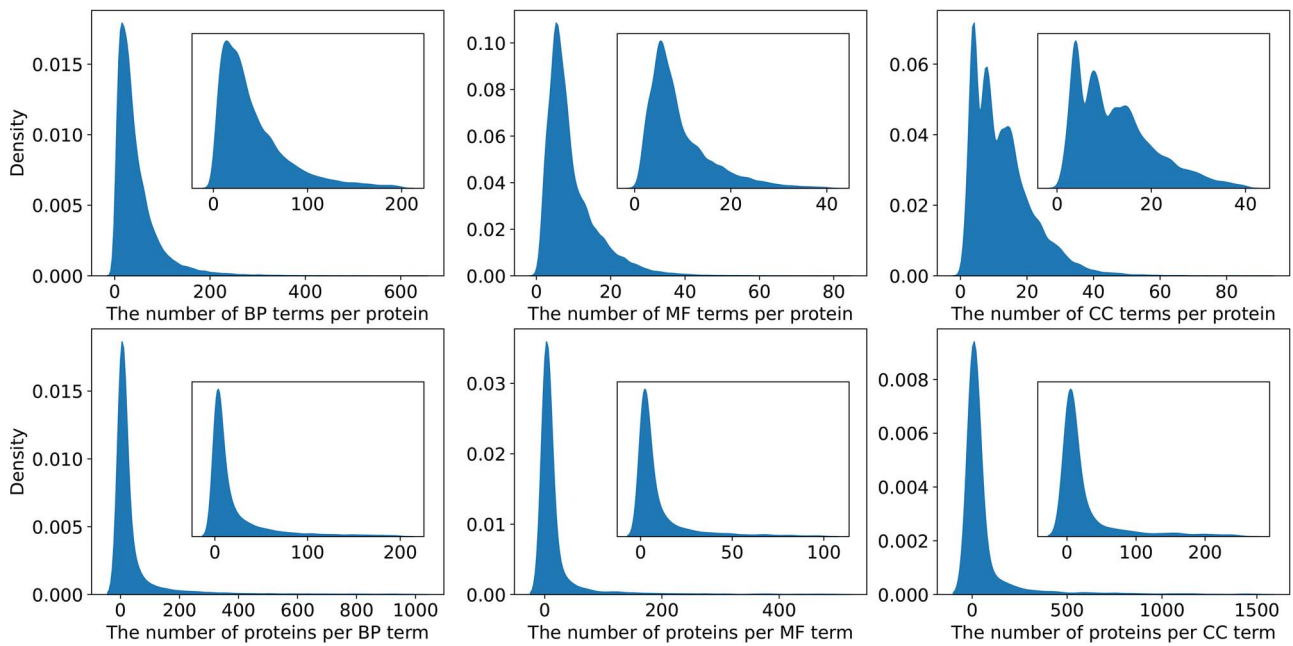 Density
0.015
0.010
0.005
0.000
0 100 200
0 200 400 600
The number of BP terms per protein
0.10
0.08
0.06
0.04
0.02
0.00
0 20 40
0 20 40 60 80
The number of MF terms per protein
0.06
0.04
0.02
0.00
0 20 40
0 20 40 60 80
The number of CC terms per protein
Density
0.015
0.010
0.005
0.000
0 100 200
0 200 400 600 800 1000
The number of proteins per BP term
0.03
0.02
0.01
0.00
0 50 100
0 200 400
The number of proteins per MF term
0.008
0.006
0.004
0.002
0.000
0 100 200
0 500 1000 1500
The number of proteins per CC term